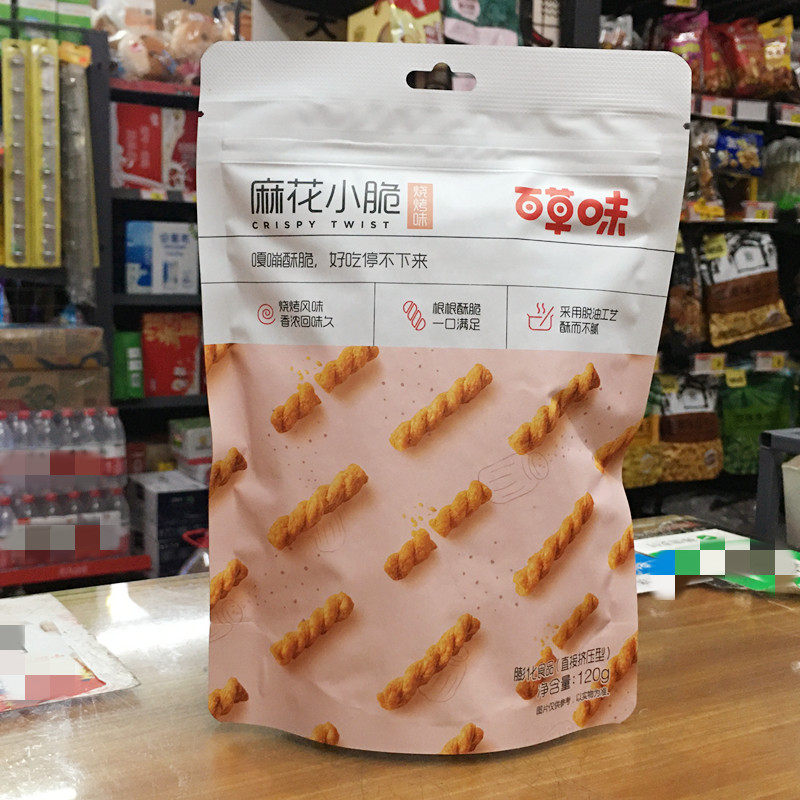 麻花小脆
烧烤味
CRISPY TWIST
百草味
嘎嘣酥脆，好吃停不下来
烧烤风味
香浓回味久
根根酥脆
一口满足
采用脱油工艺
酥而不腻
膨化食品（直接挤压型）
净含量：120g
图片仅供参考，以实物为准。